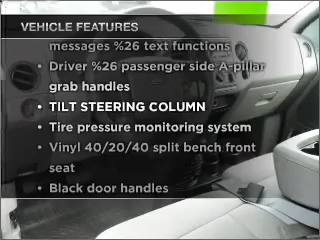 VEHICLE FEATURES
messages %26 text functions
• Driver %26 passenger side A-pillar
grab handles
• TILT STEERING COLUMN
• Tire pressure monitoring system
• Vinyl 40/20/40 split bench front
seat
• Black door handles